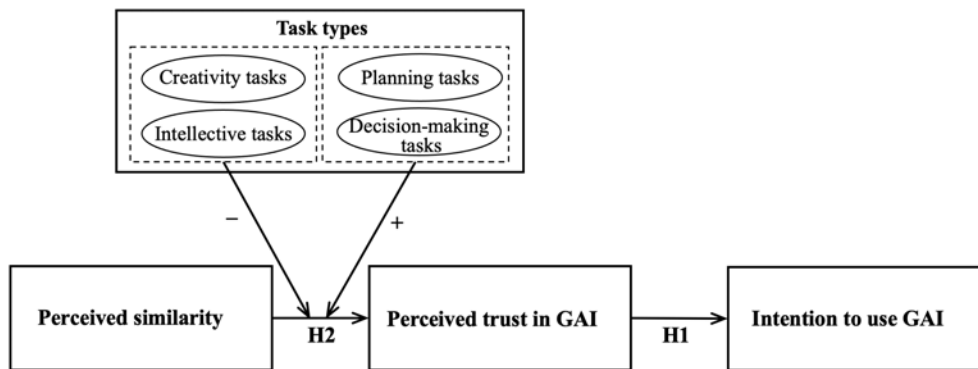 Task types
Creativity tasks
Planning tasks
Intellective tasks
Decision-making
tasks
−
+
Perceived similarity
H2
Perceived trust in GAI
H1
Intention to use GAI